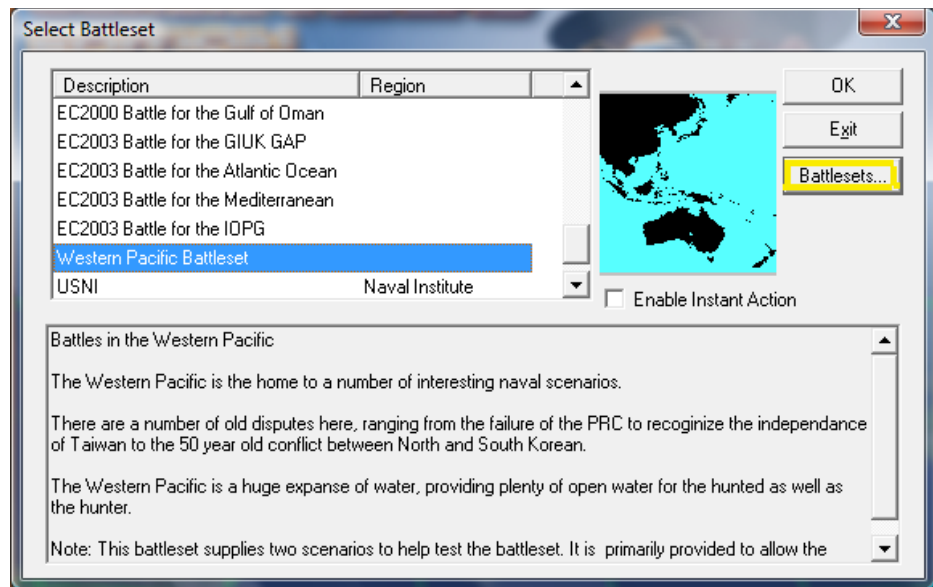 Select Battleset
Description Region
EC2000 Battle for the Gulf of Oman
EC2003 Battle for the GIUK GAP
EC2003 Battle for the Atlantic Ocean
EC2003 Battle for the Mediterranean
EC2003 Battle for the IOPG
Western Pacific Battleset
USNI Naval Institute
OK
Exit
Battlesets...
Enable Instant Action
Battles in the Western Pacific
The Western Pacific is the home to a number of interesting naval scenarios.
There are a number of old disputes here, ranging from the failure of the PRC to recoginize the independance
of Taiwan to the 50 year old conflict between North and South Korean.
The Western Pacific is a huge expanse of water, providing plenty of open water for the hunted as well as
the hunter.
Note: This battleset supplies two scenarios to help test the battleset. It is primarily provided to allow the